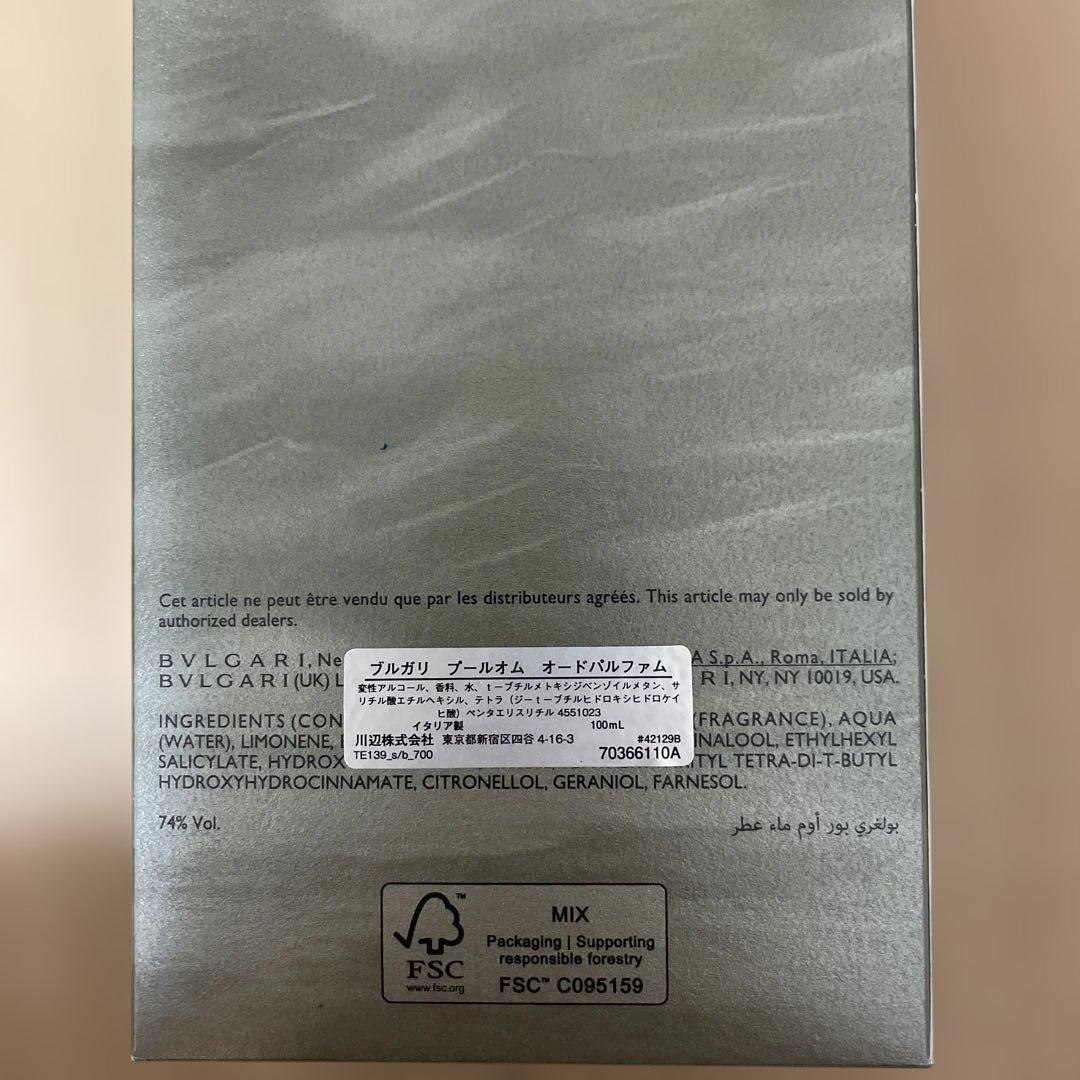 Cet article ne peut être vendu que par les distributeurs agréés. This article may only be sold by
authorized dealers.
BVLGARI, Ne
A S.p.A., Roma, ITALIA;
BVLGARI (UK) L
RI, NY, NY 10019, USA.
ブルガリ プールオム オードパルファム
変性アルコール、香料、水、t-ブチルメトキシジベンゾイルメタン、サ
リチル酸エチルヘキシル、テトラ(ジーt-ブチルヒドロキシヒドロケイ
ヒ酸)ペンタエリスリチル 4551023
イタリア製 100mL
川辺株式会社 東京都新宿区四谷 4-16-3 #42129B
TE139_s/b_700 70366110A
INGREDIENTS (CON
(FRAGRANCE), AQUA
(WATER), LIMONENE,
NALOOL, ETHYLHEXYL
SALICYLATE, HYDROX
TYL TETRA-DI-T-BUTYL
HYDROXYHYDROCINNAMATE, CITRONELLOL, GERANIOL, FARNESOL.
74% Vol.
بولغري بور أوم ماء عطر
FSC
www.fsc.org
MIX
Packaging | Supporting
responsible forestry
FSC™ C095159